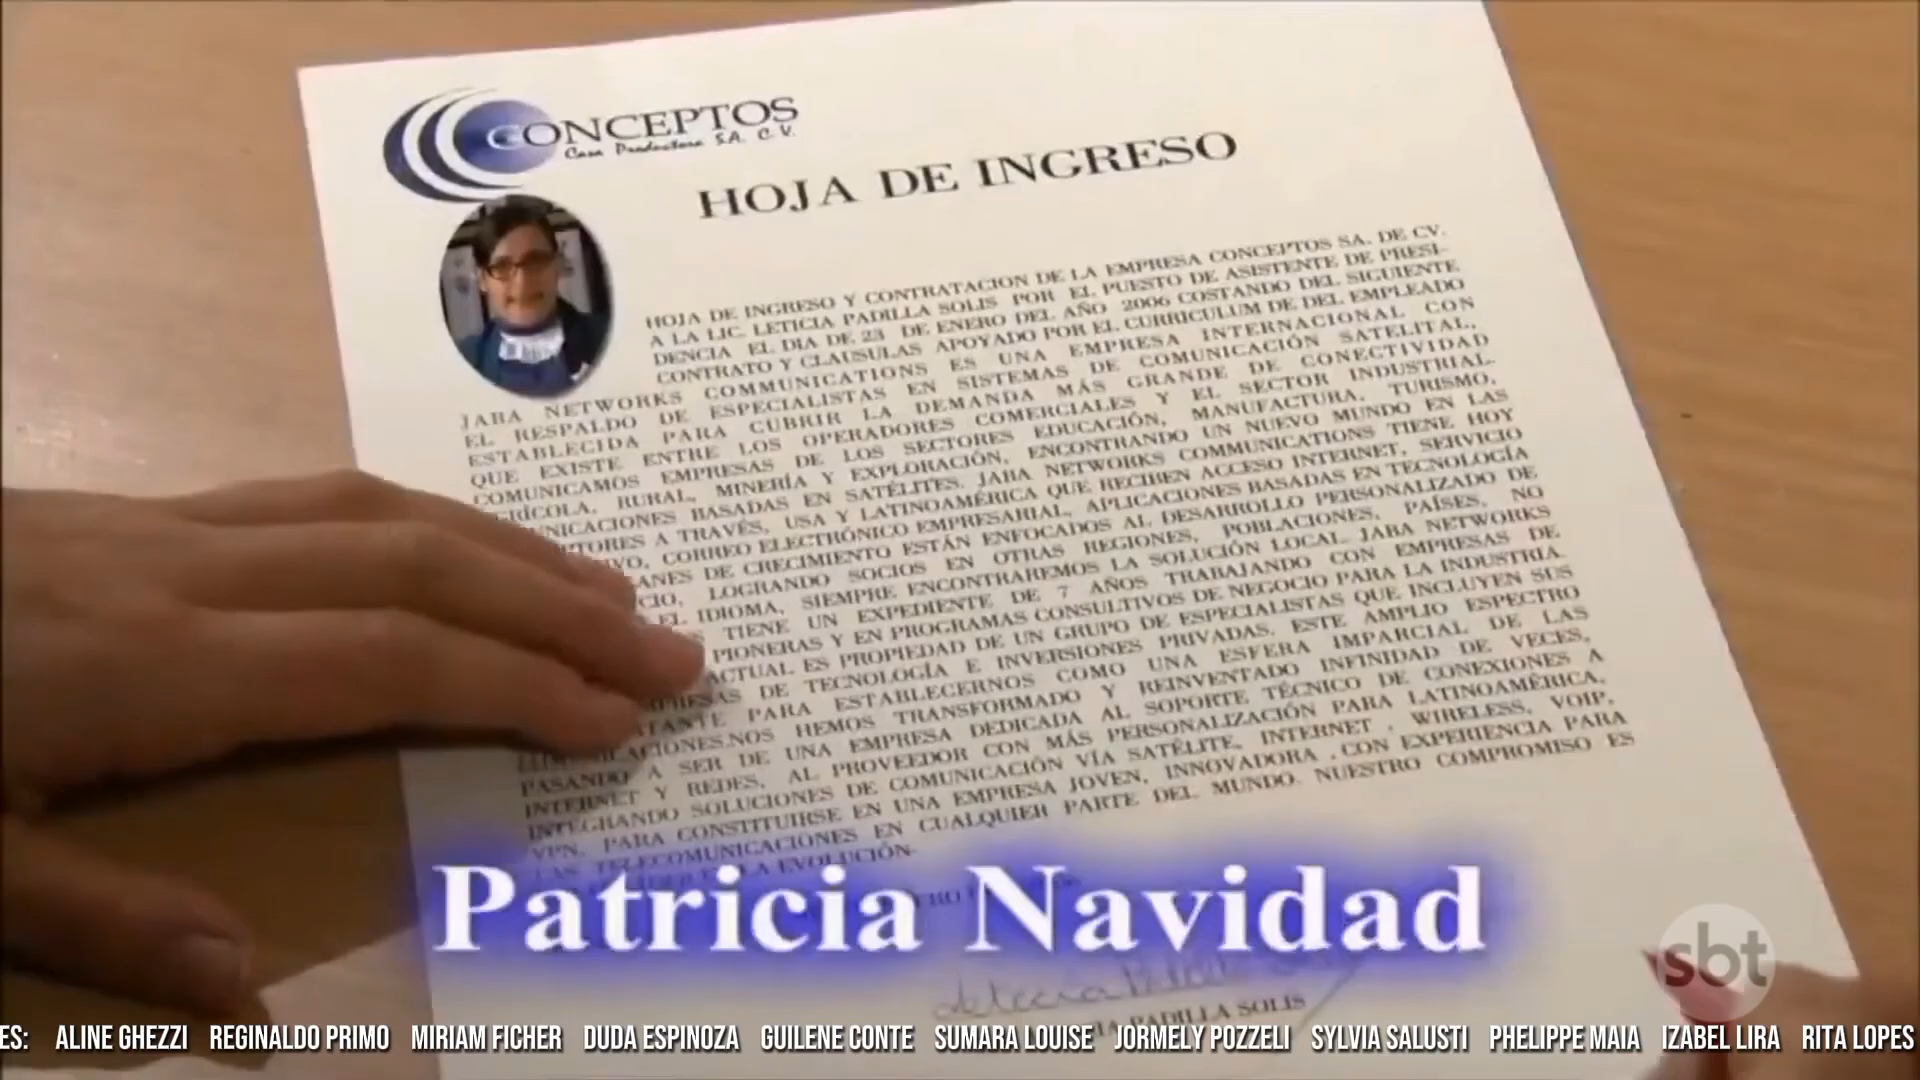 CONCEPTOS
Casa Productora S.A. C.V.
HOJA DE INGRESO
HOJA DE INGRESO Y CONTRATACION DE LA EMPRESA CONCEPTOS SA. DE CV.
A LA LIC. LETICIA PADILLA SOLIS POR EL PUESTO DE ASISTENTE DE PRESI-
DENCIA EL DIA DE 23 DE ENERO DEL AÑO 2006 COSTANDO DEL SIGUIENTE
CONTRATO Y CLAUSULAS APOYADO POR EL CURRICULUM DE DEL EMPLEADO
JABA NETWORKS COMMUNICATIONS ES UNA EMPRESA INTERNACIONAL CON
EL RESPALDO DE ESPECIALISTAS EN SISTEMAS DE COMUNICACIÓN SATELITAL,
ESTABLECIDA PARA CUBRIR LA DEMANDA MÁS GRANDE DE CONECTIVIDAD
QUE EXISTE ENTRE LOS OPERADORES COMERCIALES Y EL SECTOR INDUSTRIAL.
COMUNICAMOS EMPRESAS DE LOS SECTORES EDUCACIÓN, MANUFACTURA, TURISMO,
RÍCOLA, RURAL, MINERÍA Y EXPLORACIÓN, ENCONTRANDO UN NUEVO MUNDO EN LAS
UNICACIONES BASADAS EN SATÉLITES. JABA NETWORKS COMMUNICATIONS TIENE HOY
PTORES A TRAVÉS, USA Y LATINOAMÉRICA QUE RECIBEN ACCESO INTERNET, SERVICIO
IVO, CORREO ELECTRÓNICO EMPRESARIAL, APLICACIONES BASADAS EN TECNOLOGÍA
ANES DE CRECIMIENTO ESTÁN ENFOCADOS AL DESARROLLO PERSONALIZADO DE
CIO, LOGRANDO SOCIOS EN OTRAS REGIONES, POBLACIONES, PAÍSES, NO
EL IDIOMA, SIEMPRE ENCONTRAREMOS LA SOLUCIÓN LOCAL. JABA NETWORKS
S TIENE UN EXPEDIENTE DE 7 AÑOS TRABAJANDO CON EMPRESAS DE
PIONERAS Y EN PROGRAMAS CONSULTIVOS DE NEGOCIO PARA LA INDUSTRIA.
ACTUAL ES PROPIEDAD DE UN GRUPO DE ESPECIALISTAS QUE INCLUYEN SUS
PRESAS DE TECNOLOGÍA E INVERSIONES PRIVADAS. ESTE AMPLIO ESPECTRO
TANTE PARA ESTABLECERNOS COMO UNA ESFERA IMPARCIAL DE LAS
ACIONES.NOS HEMOS TRANSFORMADO Y REINVENTADO INFINIDAD DE VECES,
PASANDO A SER DE UNA EMPRESA DEDICADA AL SOPORTE TÉCNICO DE CONEXIONES A
INTERNET Y REDES, AL PROVEEDOR CON MÁS PERSONALIZACIÓN PARA LATINOAMÉRICA,
INTEGRANDO SOLUCIONES DE COMUNICACIÓN VÍA SATÉLITE, INTERNET , WIRELESS, VOIP,
VPN. PARA CONSTITUIRSE EN UNA EMPRESA JOVEN, INNOVADORA , CON EXPERIENCIA PARA
LAS TELECOMUNICACIONES EN CUALQUIER PARTE DEL MUNDO. NUESTRO COMPROMISO ES
LA EVOLUCIÓN
Patricia Navidad
Leticia Padilla
PADILLA SOLIS
sbt
ES: ALINE GHEZZI REGINALDO PRIMO MIRIAM FICHER DUDA ESPINOZA GUILENE CONTE SUMARA LOUISE JORMELY POZZELI SYLVIA SALUSTI PHELIPPE MAIA IZABEL LIRA RITA LOPES